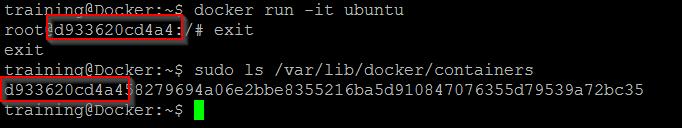 training@Docker:~$ docker run -it ubuntu
root@d933620cd4a4:/# exit
exit
training@Docker:~$ sudo ls /var/lib/docker/containers
d933620cd4a458279694a06e2bbe8355216ba5d910847076355d79539a72bc35
training@Docker:~$